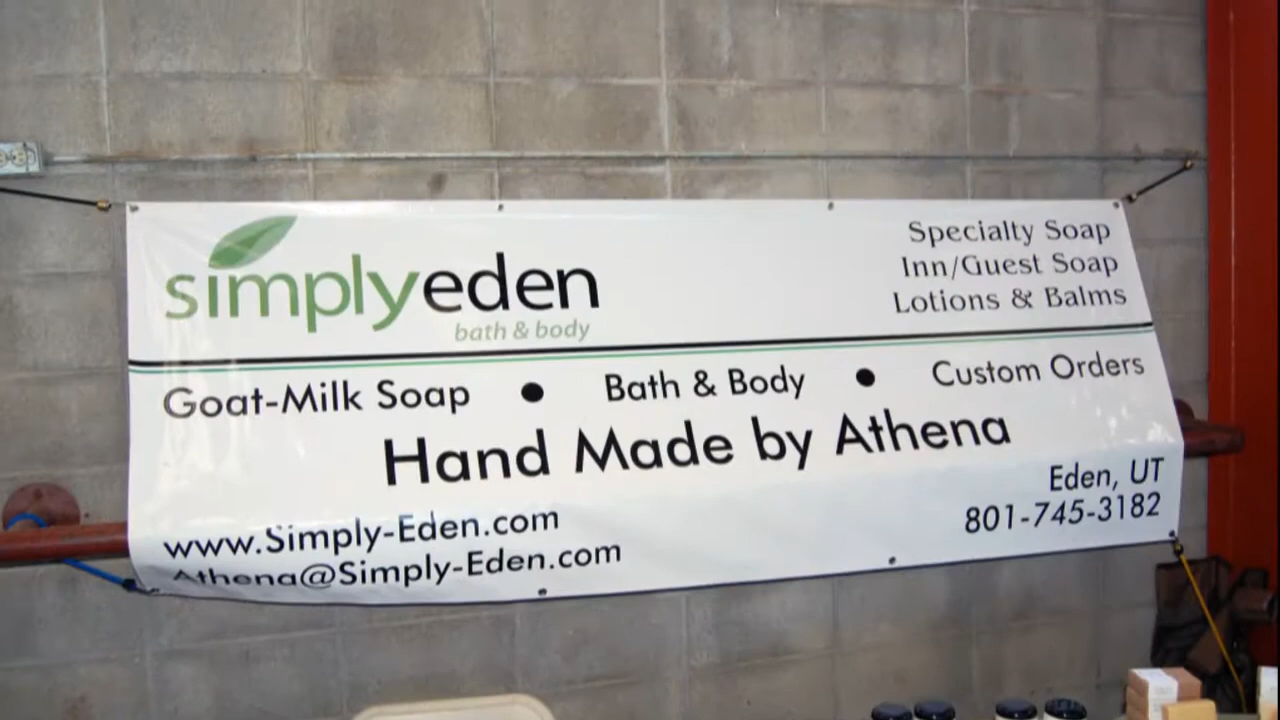 simplyeden
bath & body
Specialty Soap
Inn/Guest Soap
Lotions & Balms
Goat-Milk Soap • Bath & Body • Custom Orders
Hand Made by Athena
www.Simply-Eden.com
Athena@Simply-Eden.com
Eden, UT
801-745-3182